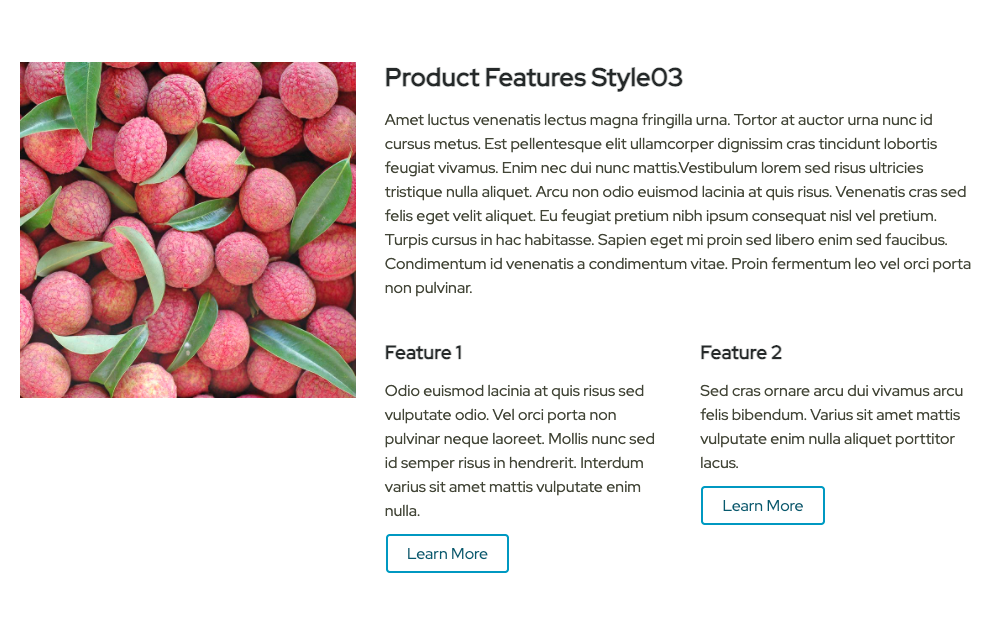 Product Features Style03
Amet luctus venenatis lectus magna fringilla urna. Tortor at auctor urna nunc id
cursus metus. Est pellentesque elit ullamcorper dignissim cras tincidunt lobortis
feugiat vivamus. Enim nec dui nunc mattis.Vestibulum lorem sed risus ultricies
tristique nulla aliquet. Arcu non odio euismod lacinia at quis risus. Venenatis cras sed
felis eget velit aliquet. Eu feugiat pretium nibh ipsum consequat nisl vel pretium.
Turpis cursus in hac habitasse. Sapien eget mi proin sed libero enim sed faucibus.
Condimentum id venenatis a condimentum vitae. Proin fermentum leo vel orci porta
non pulvinar.
Feature 1
Odio euismod lacinia at quis risus sed
vulputate odio. Vel orci porta non
pulvinar neque laoreet. Mollis nunc sed
id semper risus in hendrerit. Interdum
varius sit amet mattis vulputate enim
nulla.
Learn More
Feature 2
Sed cras ornare arcu dui vivamus arcu
felis bibendum. Varius sit amet mattis
vulputate enim nulla aliquet porttitor
lacus.
Learn More